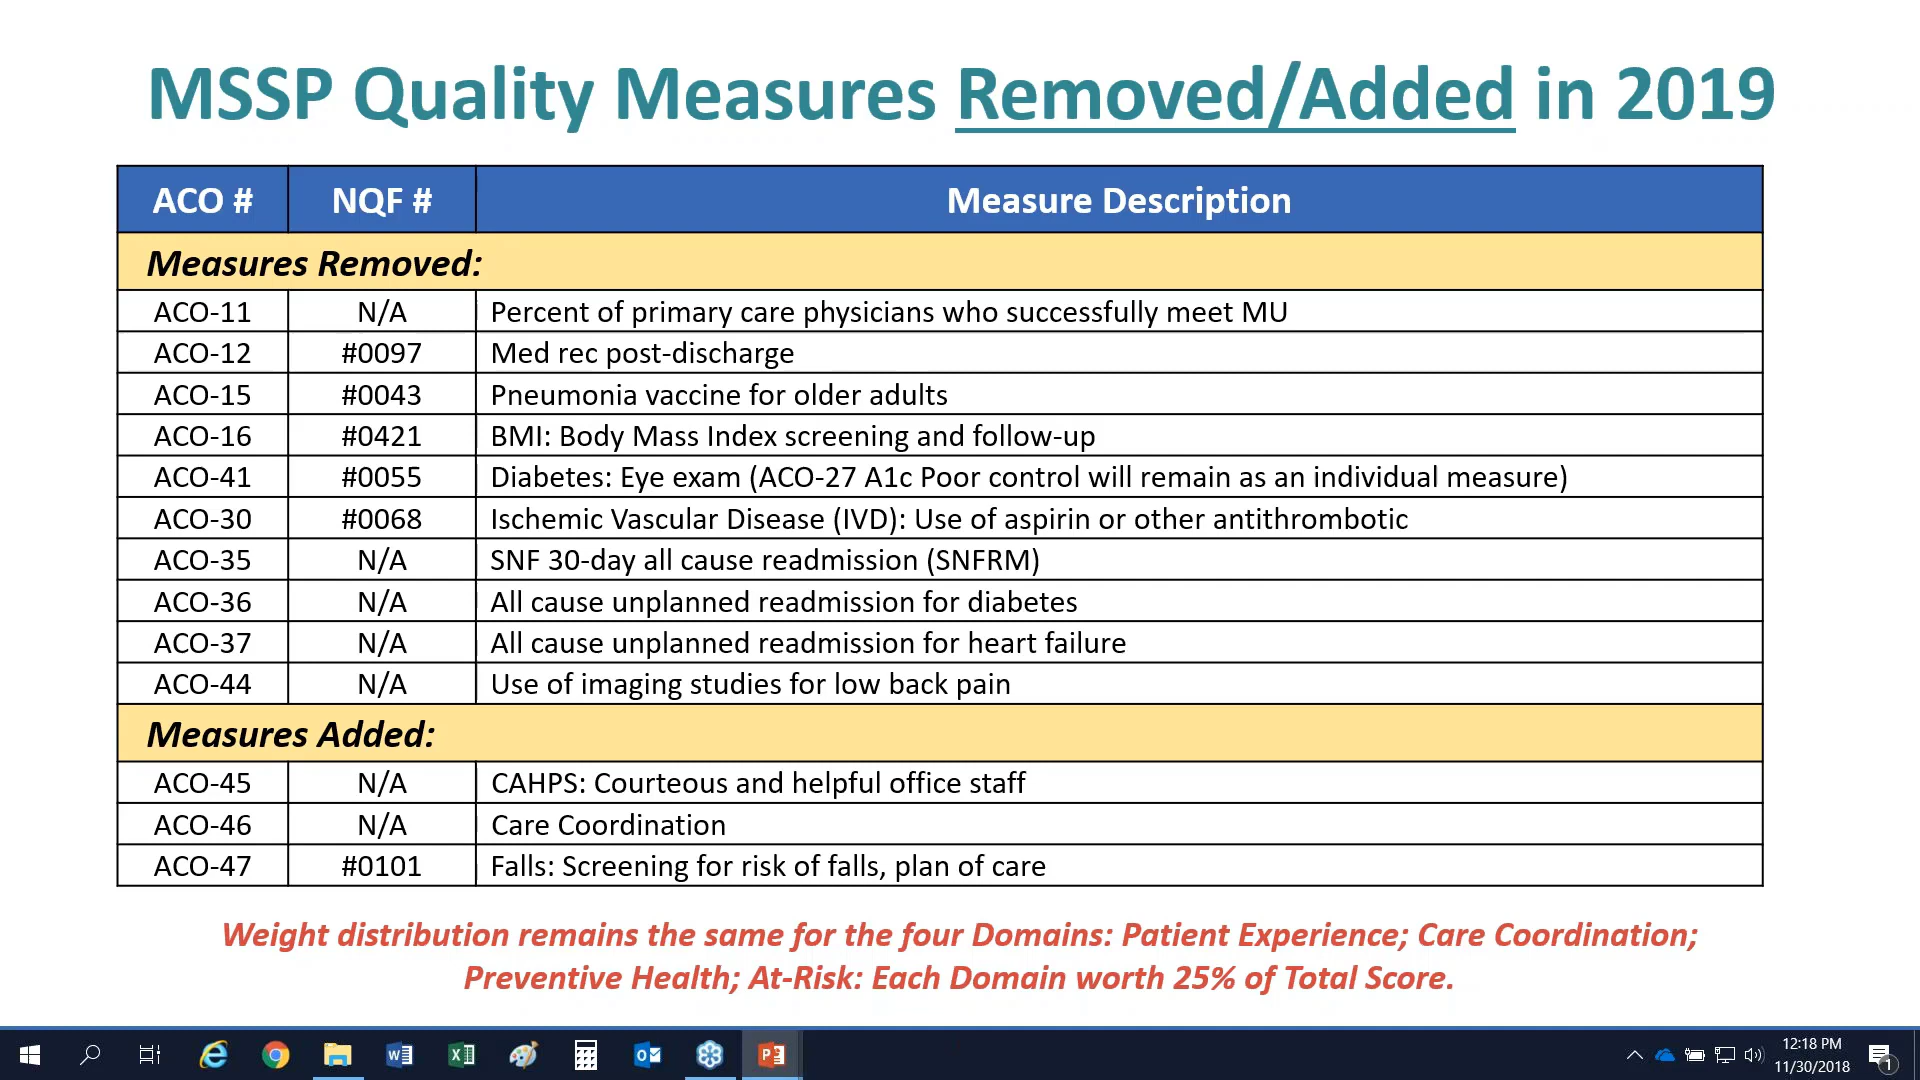 MSSP Quality Measures Removed/Added in 2019
ACO # NQF # Measure Description
Measures Removed:
ACO-11 N/A Percent of primary care physicians who successfully meet MU
ACO-12 #0097 Med rec post-discharge
ACO-15 #0043 Pneumonia vaccine for older adults
ACO-16 #0421 BMI: Body Mass Index screening and follow-up
ACO-41 #0055 Diabetes: Eye exam (ACO-27 A1c Poor control will remain as an individual measure)
ACO-30 #0068 Ischemic Vascular Disease (IVD): Use of aspirin or other antithrombotic
ACO-35 N/A SNF 30-day all cause readmission (SNFRM)
ACO-36 N/A All cause unplanned readmission for diabetes
ACO-37 N/A All cause unplanned readmission for heart failure
ACO-44 N/A Use of imaging studies for low back pain
Measures Added:
ACO-45 N/A CAHPS: Courteous and helpful office staff
ACO-46 N/A Care Coordination
ACO-47 #0101 Falls: Screening for risk of falls, plan of care
Weight distribution remains the same for the four Domains: Patient Experience; Care Coordination;
Preventive Health; At-Risk: Each Domain worth 25% of Total Score.
12:18 PM
11/30/2018
1